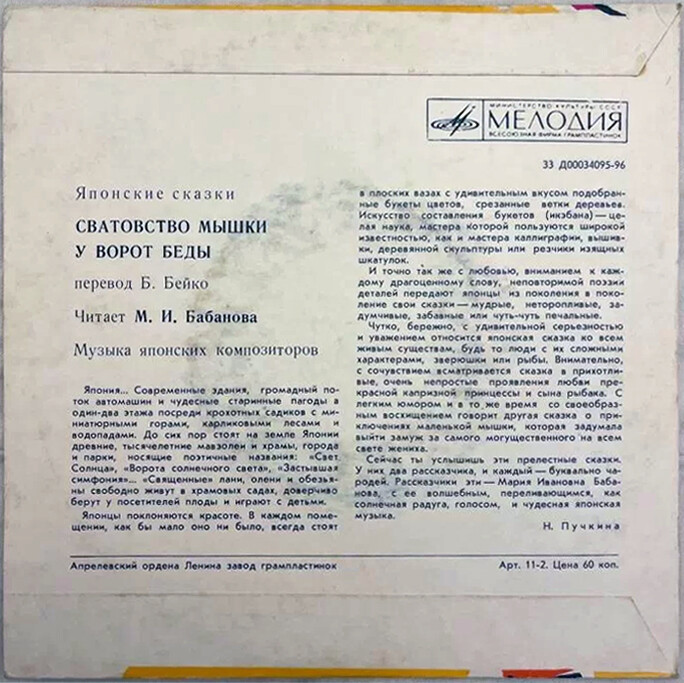 МИНИСТЕРСТВО КУЛЬТУРЫ СССР
МЕЛОДИЯ
ВСЕСОЮЗНАЯ ФИРМА ГРАМПЛАСТИНОК
33 Д00034095-96
Японские сказки
СВАТОВСТВО МЫШКИ
У ВОРОТ БЕДЫ
перевод Б. Бейко
Читает М. И. Бабанова
Музыка японских композиторов
Япония... Современные здания, громадный по-
ток автомашин и чудесные старинные пагоды в
один-два этажа посреди крохотных садиков с ми-
ниатюрными горами, карликовыми лесами и
водопадами. До сих пор стоят на земле Японии
древние, тысячелетние мавзолеи и храмы, города
и парки, носящие поэтичные названия: «Свет
Солнца», «Ворота солнечного света», «Застывшая
симфония»... «Священные» лани, олени и обезья-
ны свободно живут в храмовых садах, доверчиво
берут у посетителей плоды и играют с детьми.
Японцы поклоняются красоте. В каждом поме-
щении, как бы мало оно ни было, всегда стоят
в плоских вазах с удивительным вкусом подобран-
ные букеты цветов, срезанные ветки деревьев.
Искусство составления букетов (икэбана) — це-
лая наука, мастера которой пользуются широкой
известностью, как и мастера каллиграфии, вышив-
ки, деревянной скульптуры или резчики изящных
шкатулок.
И точно так же с любовью, вниманием к каж-
дому драгоценному слову, неповторимой поэзии
деталей передают японцы из поколения в поко-
ление свои сказки — мудрые, неторопливые, за-
думчивые, забавные или чуть-чуть печальные.
Чутко, бережно, с удивительной серьезностью
и уважением относится японская сказка ко всем
живым существам, будь то люди с их сложными
характерами, зверюшки или рыбы. Внимательно,
с сочувствием всматривается сказка в прихотли-
вые, очень непростые проявления любви пре-
красной капризной принцессы и сына рыбака. С
легким юмором и в то же время со своеобраз-
ным восхищением говорит другая сказка о при-
ключениях маленькой мышки, которая задумала
выйти замуж за самого могущественного на всем
свете жениха.
Сейчас ты услышишь эти прелестные сказки.
У них два рассказчика, и каждый — буквально ча-
родей. Рассказчики эти — Мария Ивановна Баба-
нова, с ее волшебным, переливающимся, как
солнечная радуга, голосом, и чудесная японская
музыка.
Н. Пучкина
Апрелевский ордена Ленина завод грампластинок
Арт. 11-2. Цена 60 коп.